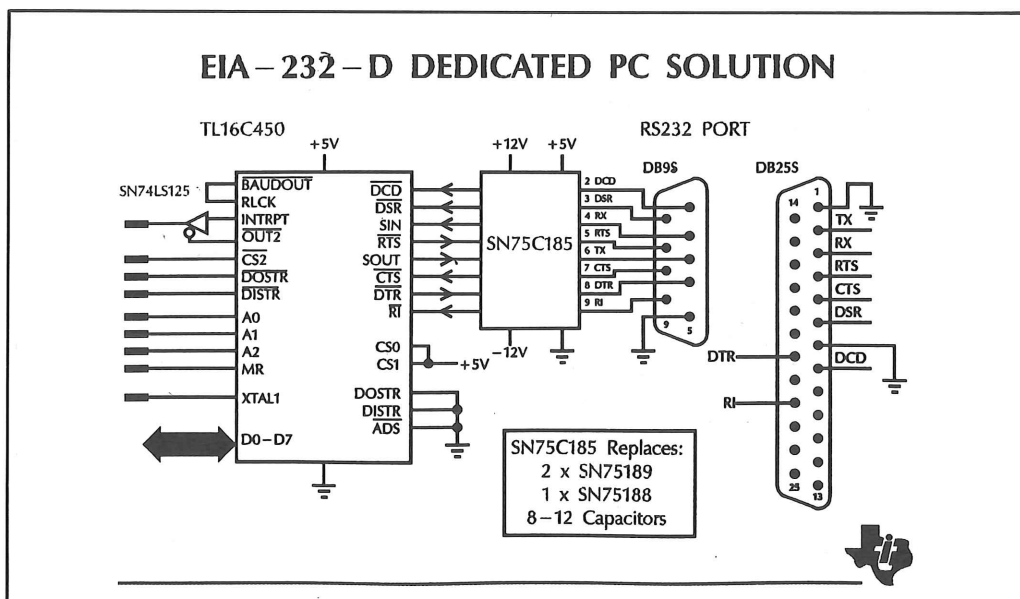 EIA-232-D DEDICATED PC SOLUTION
TL16C450
+5V
SN74LS125
BAUDOUT
RLCK
INTRPT
OUT2
CS2
DOSTR
DISTR
A0
A1
A2
MR
XTAL1
D0-D7
DCD
DSR
SIN
RTS
SOUT
CTS
DTR
RI
CS0
CS1
+5V
DOSTR
DISTR
ADS
+12V
+5V
SN75C185
-12V
2 DCD
3 DSR
4 RX
5 RTS
6 TX
7 CTS
8 DTR
9 RI
RS232 PORT
DB9S
9
5
DB25S
1
14
TX
RX
RTS
CTS
DSR
DCD
DTR
RI
25
13
SN75C185 Replaces:
2 x SN75189
1 x SN75188
8-12 Capacitors
i